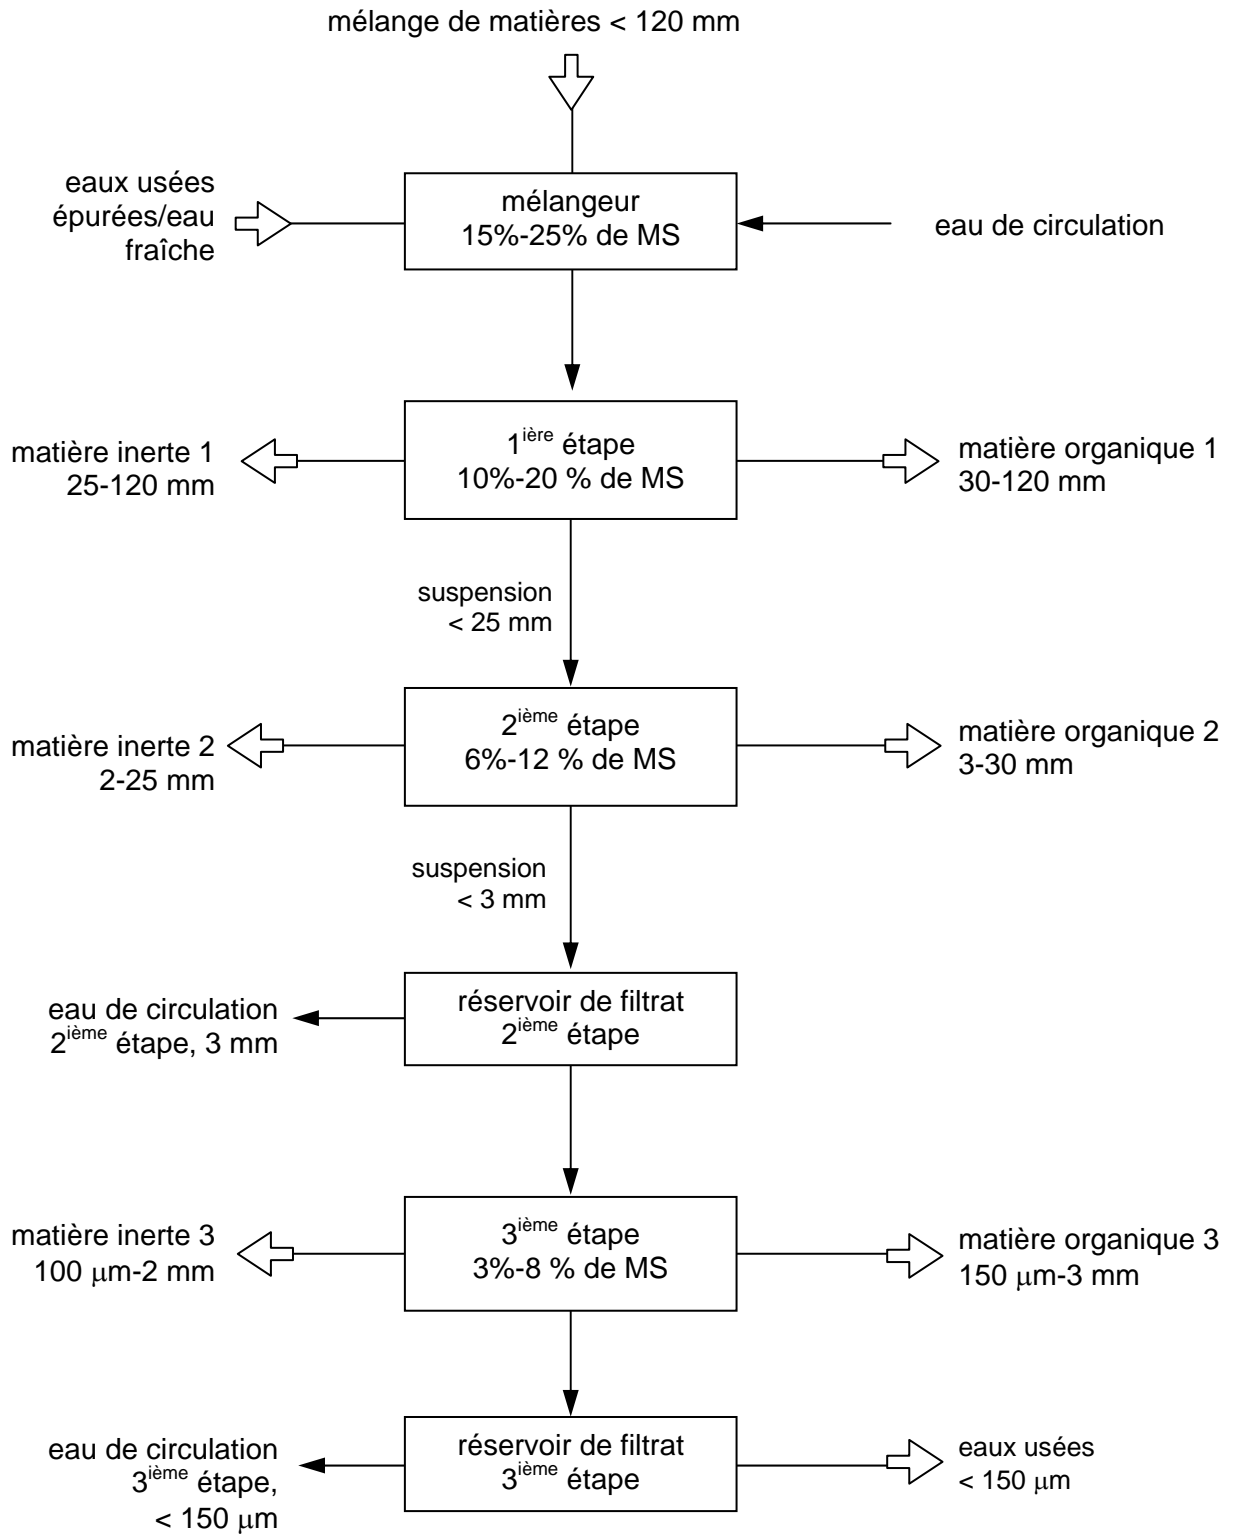 mélange de matières < 120 mm
eaux usées
épurées/eau
fraîche
mélangeur
15%-25% de MS
eau de circulation
matière inerte 1
25-120 mm
1ière étape
10%-20 % de MS
matière organique 1
30-120 mm
suspension
< 25 mm
matière inerte 2
2-25 mm
2ième étape
6%-12 % de MS
matière organique 2
3-30 mm
suspension
< 3 mm
eau de circulation
2ième étape, 3 mm
réservoir de filtrat
2ième étape
matière inerte 3
100 μm-2 mm
3ième étape
3%-8 % de MS
matière organique 3
150 μm-3 mm
eau de circulation
3ième étape,
< 150 μm
réservoir de filtrat
3ième étape
eaux usées
< 150 μm